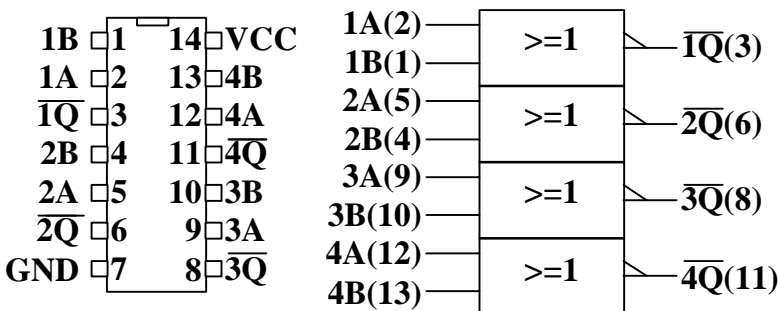 1B 1 14 VCC
1A 2 13 4B
1Q 3 12 4A
2B 4 11 4Q
2A 5 10 3B
2Q 6 9 3A
GND 7 8 3Q
1A(2)
1B(1)
>=1
1Q(3)
2A(5)
2B(4)
>=1
2Q(6)
3A(9)
3B(10)
>=1
3Q(8)
4A(12)
4B(13)
>=1
4Q(11)